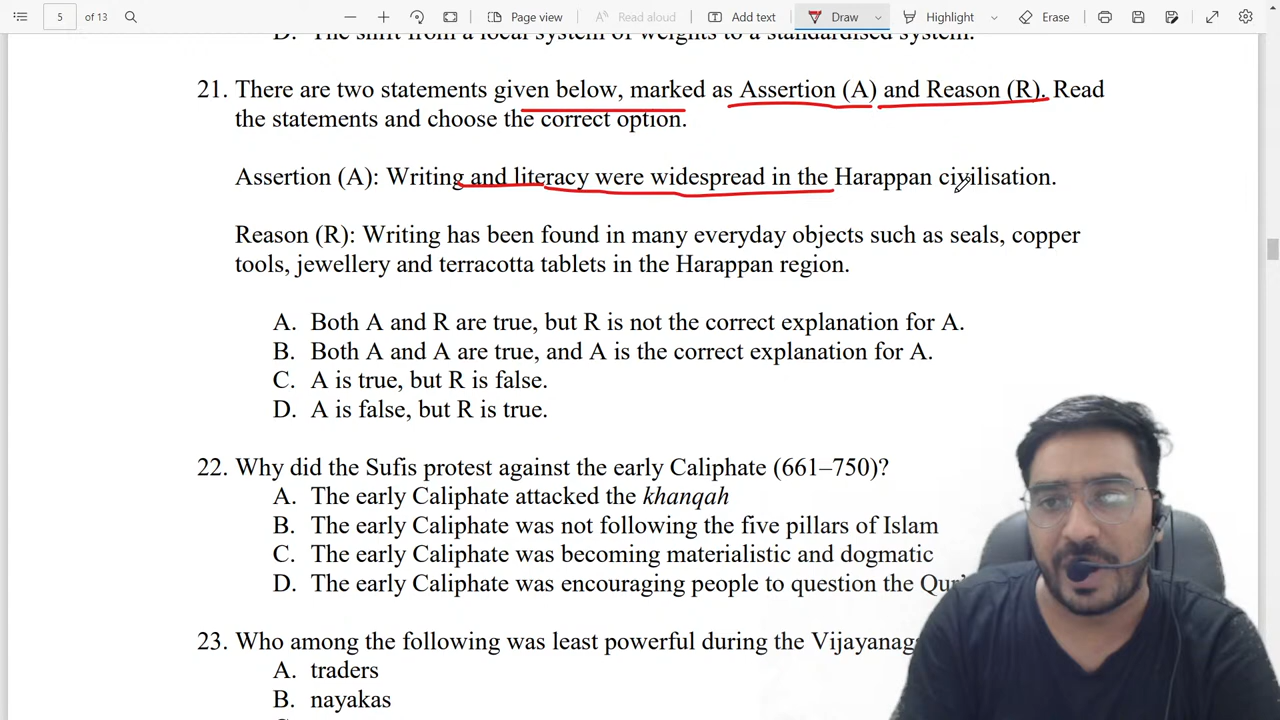 5 of 13
Page view
Read aloud
Add text
Draw
Highlight
Erase
D. The shift from a local system of weights to a standardised system.
21. There are two statements given below, marked as Assertion (A) and Reason (R). Read
the statements and choose the correct option.
Assertion (A): Writing and literacy were widespread in the Harappan civilisation.
Reason (R): Writing has been found in many everyday objects such as seals, copper
tools, jewellery and terracotta tablets in the Harappan region.
A. Both A and R are true, but R is not the correct explanation for A.
B. Both A and A are true, and A is the correct explanation for A.
C. A is true, but R is false.
D. A is false, but R is true.
22. Why did the Sufis protest against the early Caliphate (661–750)?
A. The early Caliphate attacked the khanqah
B. The early Caliphate was not following the five pillars of Islam
C. The early Caliphate was becoming materialistic and dogmatic
D. The early Caliphate was encouraging people to question the Qur'
23. Who among the following was least powerful during the Vijayanaga
A. traders
B. nayakas